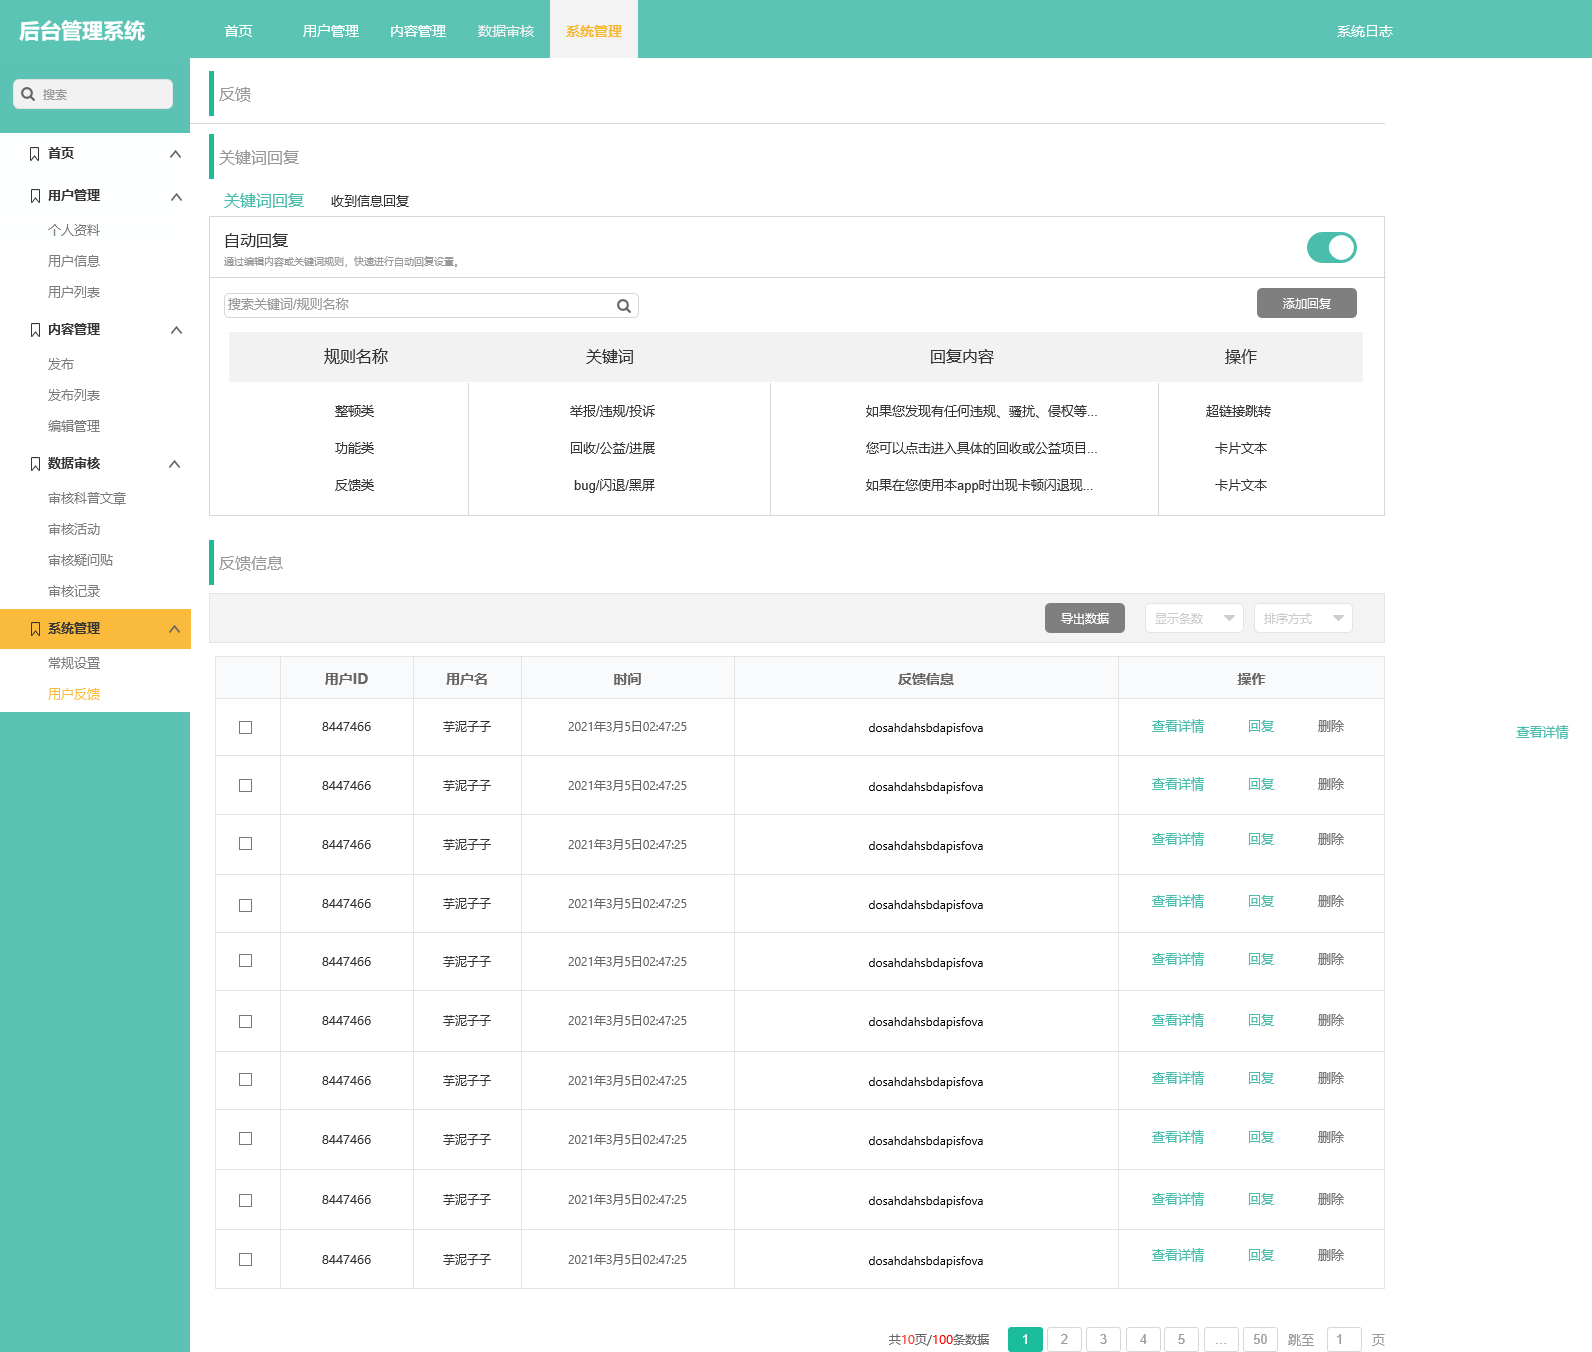 后台管理系统
首页 用户管理 内容管理 数据审核 系统管理 系统日志
搜索
首页
用户管理
个人资料
用户信息
用户列表
内容管理
发布
发布列表
编辑管理
数据审核
审核科普文章
审核活动
审核疑问贴
审核记录
系统管理
常规设置
用户反馈
反馈
关键词回复
关键词回复 收到信息回复
自动回复
通过编辑内容或关键词规则，快速进行自动回复设置。
搜索关键词/规则名称 添加回复
规则名称 关键词 回复内容 操作
整顿类 举报/违规/投诉 如果您发现有任何违规、骚扰、侵权等... 超链接跳转
功能类 回收/公益/进展 您可以点击进入具体的回收或公益项目... 卡片文本
反馈类 bug/闪退/黑屏 如果在您使用本app时出现卡顿闪退现... 卡片文本
反馈信息
导出数据 显示条数 排序方式
用户ID 用户名 时间 反馈信息 操作
8447466 芋泥子子 2021年3月5日02:47:25 dosahdahsbdapisfova 查看详情 回复 删除
查看详情
8447466 芋泥子子 2021年3月5日02:47:25 dosahdahsbdapisfova 查看详情 回复 删除
8447466 芋泥子子 2021年3月5日02:47:25 dosahdahsbdapisfova 查看详情 回复 删除
8447466 芋泥子子 2021年3月5日02:47:25 dosahdahsbdapisfova 查看详情 回复 删除
8447466 芋泥子子 2021年3月5日02:47:25 dosahdahsbdapisfova 查看详情 回复 删除
8447466 芋泥子子 2021年3月5日02:47:25 dosahdahsbdapisfova 查看详情 回复 删除
8447466 芋泥子子 2021年3月5日02:47:25 dosahdahsbdapisfova 查看详情 回复 删除
8447466 芋泥子子 2021年3月5日02:47:25 dosahdahsbdapisfova 查看详情 回复 删除
8447466 芋泥子子 2021年3月5日02:47:25 dosahdahsbdapisfova 查看详情 回复 删除
8447466 芋泥子子 2021年3月5日02:47:25 dosahdahsbdapisfova 查看详情 回复 删除
共10页/100条数据 1 2 3 4 5 ... 50 跳至 1 页